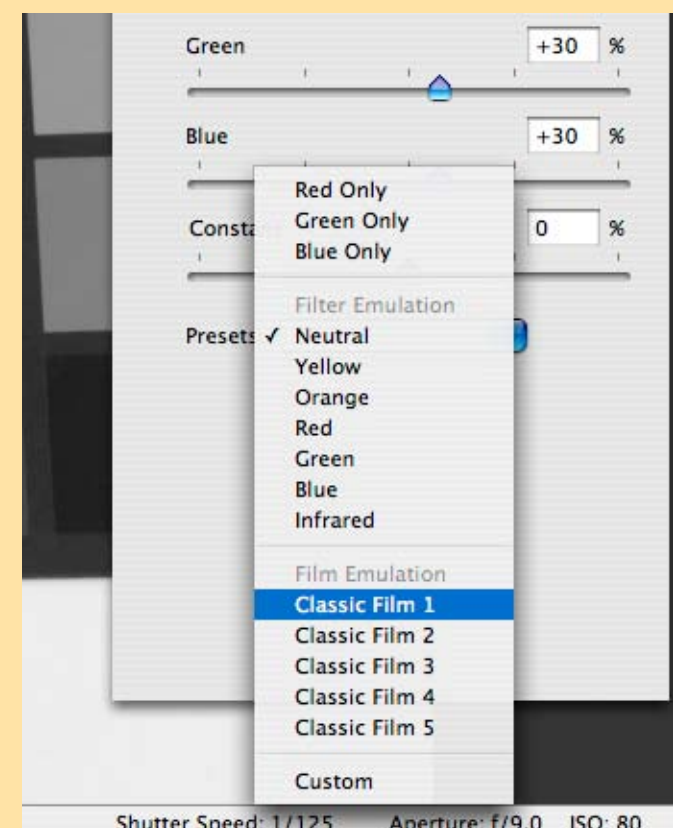 Green +30 %
Blue +30 %
Red Only
Green Only
Consta 0 %
Blue Only
Filter Emulation
Presets ✓ Neutral
Yellow
Orange
Red
Green
Blue
Infrared
Film Emulation
Classic Film 1
Classic Film 2
Classic Film 3
Classic Film 4
Classic Film 5
Custom
Shutter Speed: 1/125 Aperture: f/9.0 ISO: 80